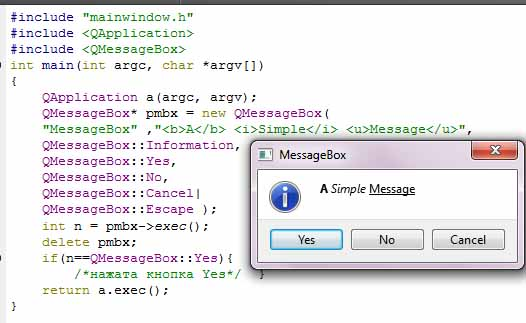 #include "mainwindow.h"
#include <QApplication>
#include <QMessageBox>
int main(int argc, char *argv[])
{
QApplication a(argc, argv);
QMessageBox* pmbx = new QMessageBox(
"MessageBox" ,"<b>A</b> <i>Simple</i> <u>Message</u>",
QMessageBox::Information,
QMessageBox::Yes,
QMessageBox::No,
QMessageBox::Cancel|
QMessageBox::Escape );
int n = pmbx->exec();
delete pmbx;
if(n==QMessageBox::Yes){
/*нажата кнопка Yes*/ }
return a.exec();
}
MessageBox
A Simple Message
Yes No Cancel